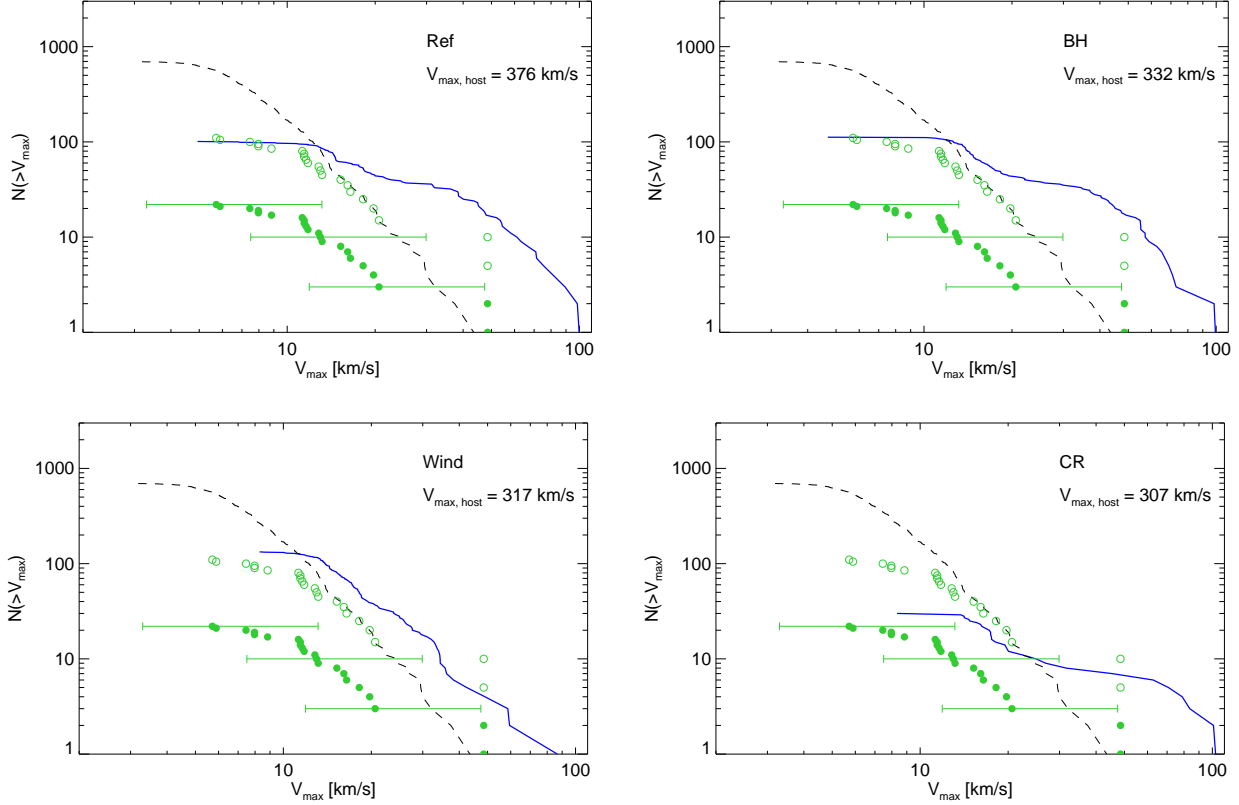 Ref
V_max, host = 376 km/s
1000
100
10
1
N(>V_max)
10
100
V_max [km/s]
BH
V_max, host = 332 km/s
1000
100
10
1
N(>V_max)
10
100
V_max [km/s]
Wind
V_max, host = 317 km/s
1000
100
10
1
N(>V_max)
10
100
V_max [km/s]
CR
V_max, host = 307 km/s
1000
100
10
1
N(>V_max)
10
100
V_max [km/s]